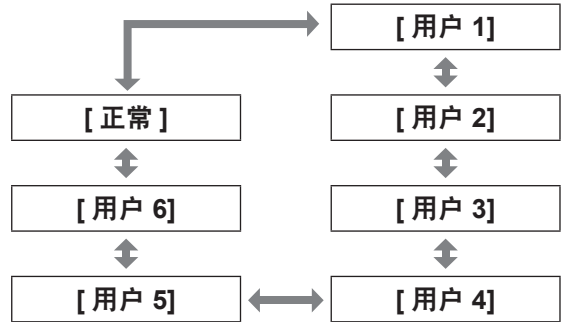 [ 用户 1]
[ 正常 ]
[ 用户 2]
[ 用户 6]
[ 用户 3]
[ 用户 5]
[ 用户 4]